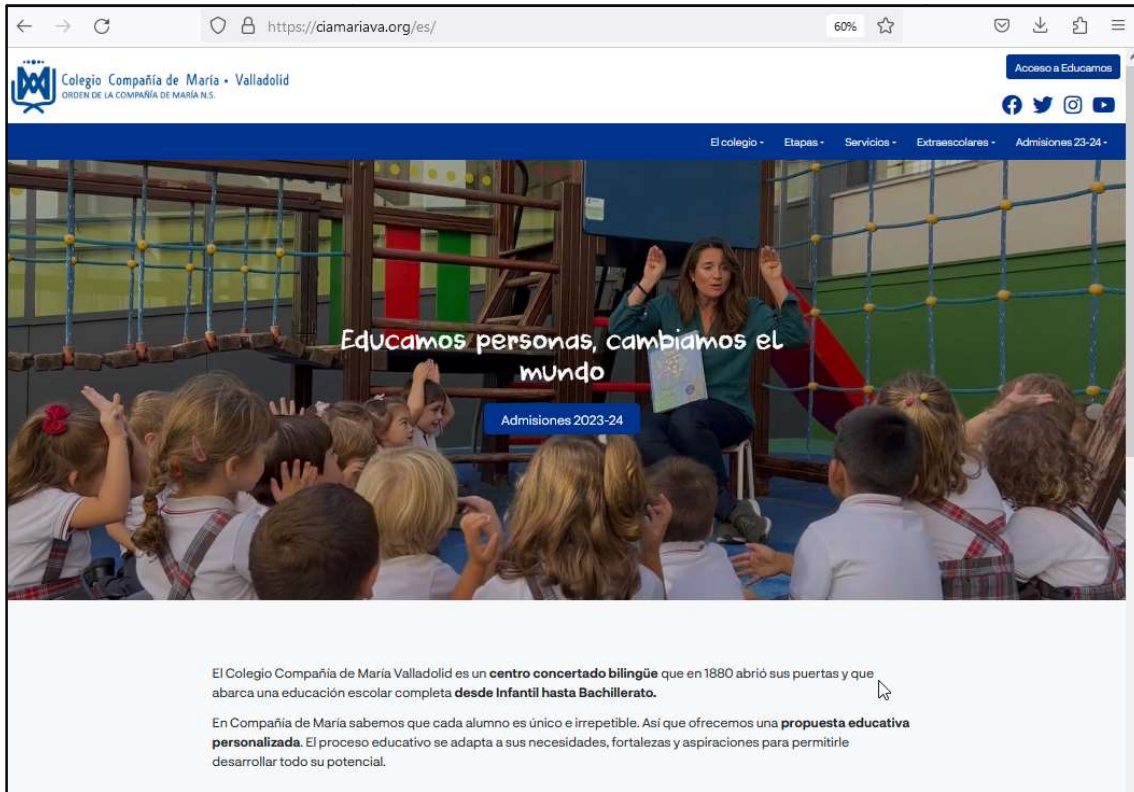 https://ciamariava.org/es/
60%
Colegio Compañía de María • Valladolid
ORDEN DE LA COMPAÑÍA DE MARÍA N.S.
Acceso a Educamos
El colegio
Etapas
Servicios
Extraescolares
Admisiones 23-24
Educamos personas, cambiamos el
mundo
Admisiones 2023-24
El Colegio Compañía de María Valladolid es un centro concertado bilingüe que en 1880 abrió sus puertas y que
abarca una educación escolar completa desde Infantil hasta Bachillerato.
En Compañía de María sabemos que cada alumno es único e irrepetible. Así que ofrecemos una propuesta educativa
personalizada. El proceso educativo se adapta a sus necesidades, fortalezas y aspiraciones para permitirle
desarrollar todo su potencial.